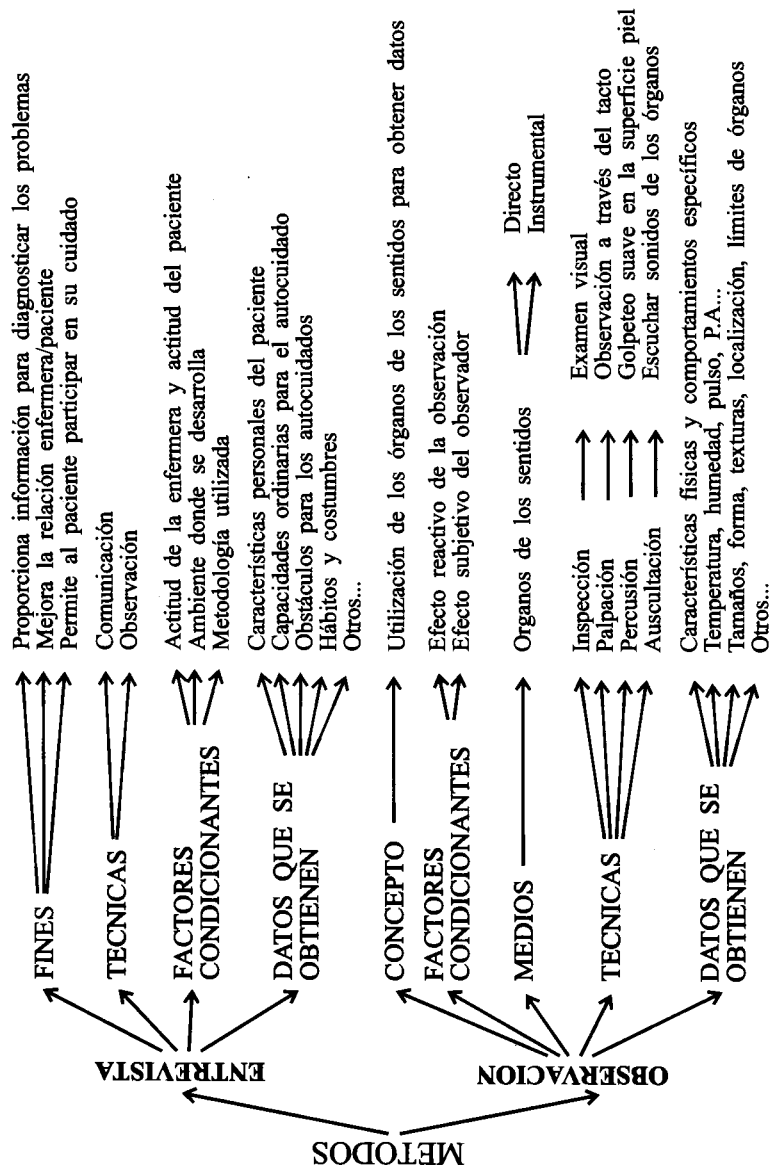 METODOS
ENTREVISTA
FINES
Proporciona información para diagnosticar los problemas
Mejora la relación enfermera/paciente
Permite al paciente participar en su cuidado
TECNICAS
Comunicación
Observación
FACTORES
CONDICIONANTES
Actitud de la enfermera y actitud del paciente
Ambiente donde se desarrolla
Metodología utilizada
DATOS QUE SE
OBTIENEN
Características personales del paciente
Capacidades ordinarias para el autocuidado
Obstáculos para los autocuidados
Hábitos y costumbres
Otros...
OBSERVACION
CONCEPTO
Utilización de los órganos de los sentidos para obtener datos
FACTORES
CONDICIONANTES
Efecto reactivo de la observación
Efecto subjetivo del observador
MEDIOS
Organos de los sentidos
Directo
Instrumental
TECNICAS
Inspección
Examen visual
Palpación
Observación a través del tacto
Percusión
Golpeteo suave en la superficie piel
Auscultación
Escuchar sonidos de los órganos
DATOS QUE SE
OBTIENEN
Características físicas y comportamientos específicos
Temperatura, humedad, pulso, P.A...
Tamaños, forma, texturas, localización, límites de órganos
Otros...